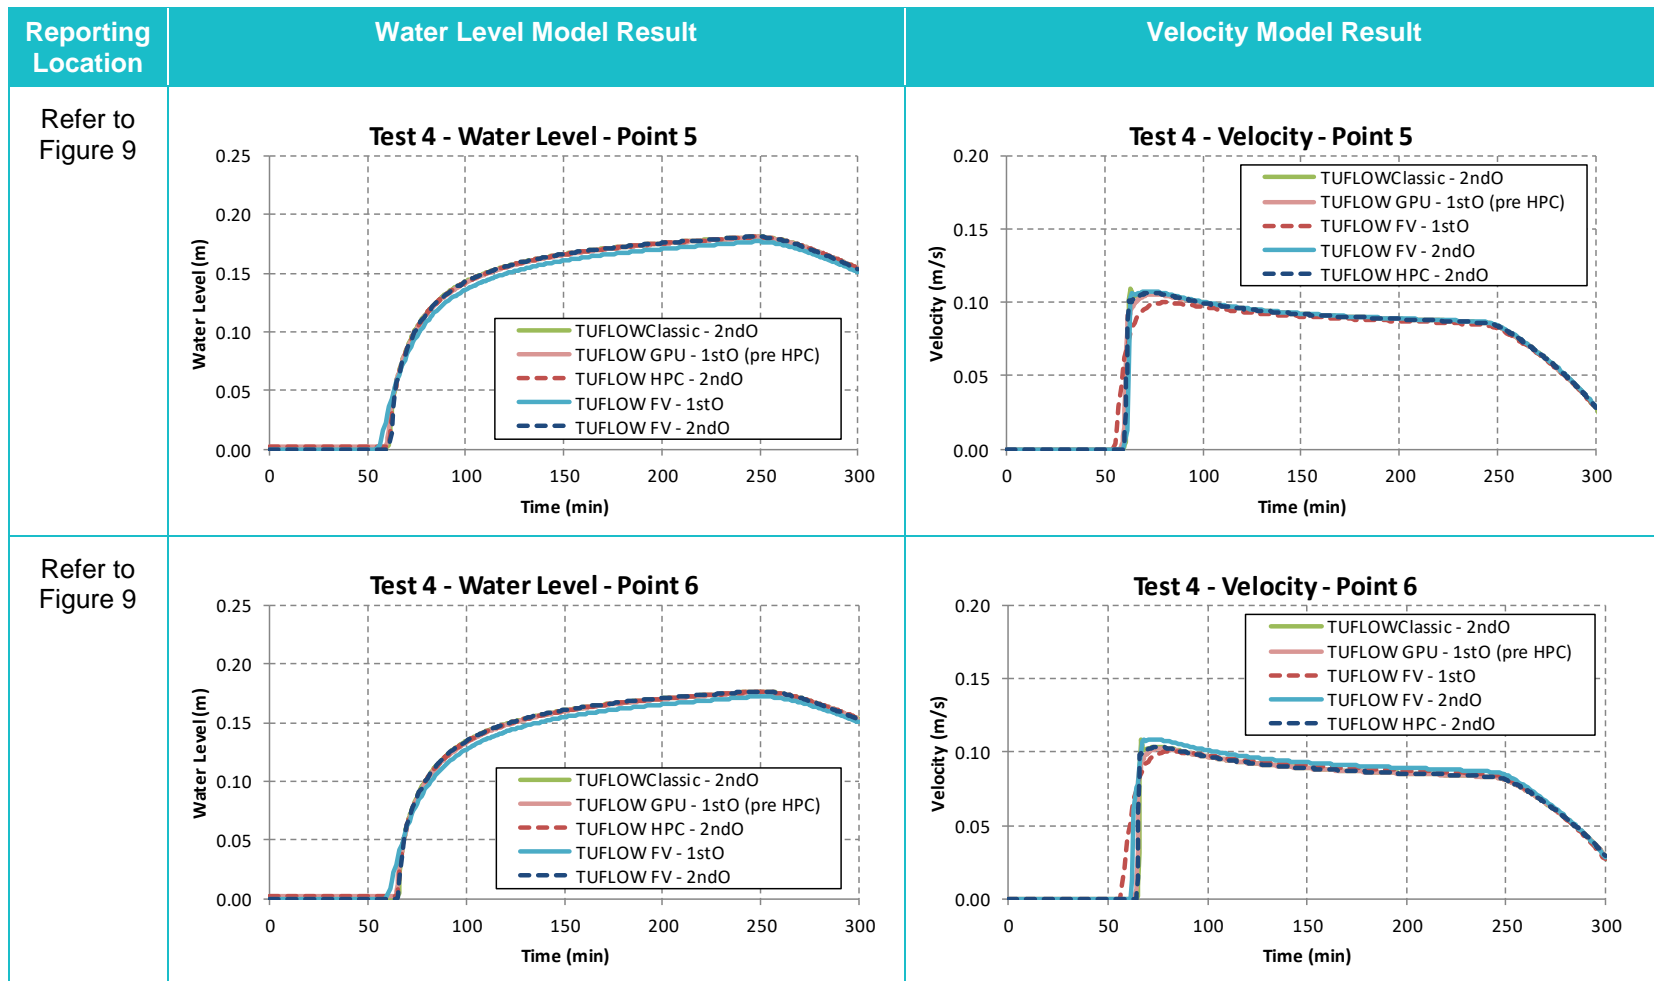 Reporting
Location
Water Level Model Result
Velocity Model Result
Refer to
Figure 9
Test 4 - Water Level - Point 5
0.25
0.20
0.15
0.10
0.05
0.00
Water Level (m)
TUFLOWClassic - 2ndO
TUFLOW GPU - 1stO (pre HPC)
TUFLOW HPC - 2ndO
TUFLOW FV - 1stO
TUFLOW FV - 2ndO
0 50 100 150 200 250 300
Time (min)
Test 4 - Velocity - Point 5
0.20
0.15
0.10
0.05
0.00
Velocity (m/s)
TUFLOWClassic - 2ndO
TUFLOW GPU - 1stO (pre HPC)
TUFLOW FV - 1stO
TUFLOW FV - 2ndO
TUFLOW HPC - 2ndO
0 50 100 150 200 250 300
Time (min)
Refer to
Figure 9
Test 4 - Water Level - Point 6
0.25
0.20
0.15
0.10
0.05
0.00
Water Level (m)
TUFLOWClassic - 2ndO
TUFLOW GPU - 1stO (pre HPC)
TUFLOW HPC - 2ndO
TUFLOW FV - 1stO
TUFLOW FV - 2ndO
0 50 100 150 200 250 300
Time (min)
Test 4 - Velocity - Point 6
0.20
0.15
0.10
0.05
0.00
Velocity (m/s)
TUFLOWClassic - 2ndO
TUFLOW GPU - 1stO (pre HPC)
TUFLOW FV - 1stO
TUFLOW FV - 2ndO
TUFLOW HPC - 2ndO
0 50 100 150 200 250 300
Time (min)